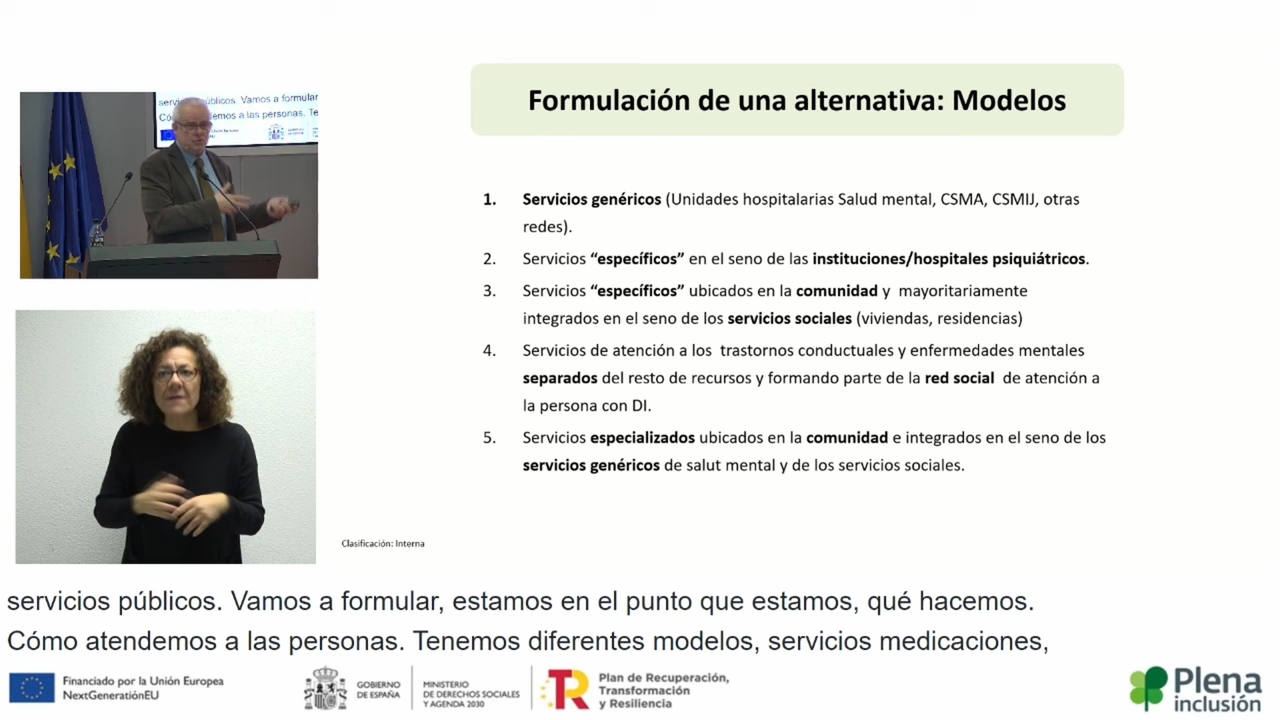 servicios públicos. Vamos a formular
Formulación de una alternativa: Modelos
1. Servicios genéricos (Unidades hospitalarias Salud mental, CSMA, CSMIJ, otras
redes).
2. Servicios “específicos” en el seno de las instituciones/hospitales psiquiátricos.
3. Servicios “específicos” ubicados en la comunidad y mayoritariamente
integrados en el seno de los servicios sociales (viviendas, residencias)
4. Servicios de atención a los trastornos conductuales y enfermedades mentales
separados del resto de recursos y formando parte de la red social de atención a
la persona con DI.
5. Servicios especializados ubicados en la comunidad e integrados en el seno de los
servicios genéricos de salut mental y de los servicios sociales.
Clasificación: Interna
servicios públicos. Vamos a formular, estamos en el punto que estamos, qué hacemos.
Cómo atendemos a las personas. Tenemos diferentes modelos, servicios medicaciones,
Financiado por la Unión Europea
NextGenerationEU
GOBIERNO
DE ESPAÑA
MINISTERIO
DE DERECHOS SOCIALES
Y AGENDA 2030
Plan de Recuperación,
Transformación
y Resiliencia
Plena
inclusión